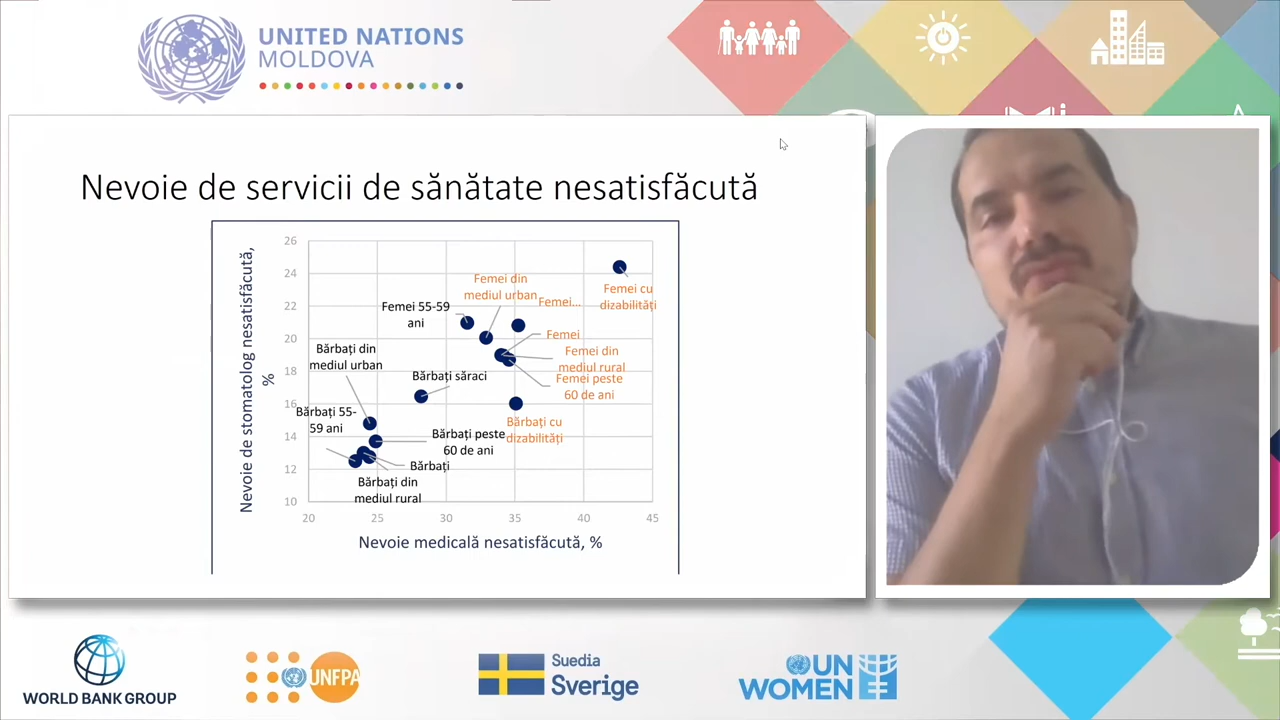 UNITED NATIONS
MOLDOVA
Nevoie de servicii de sănătate nesatisfăcută
Nevoie de stomatolog nesatisfăcută,
%
26
24
22
20
18
16
14
12
10
Femei din
mediul urban
Femei...
Femei cu
dizabilități
Femei 55-59
ani
Femei
Bărbați din
mediul urban
Femei din
mediul rural
Femei peste
60 de ani
Bărbați săraci
Bărbați 55-
59 ani
Bărbați cu
dizabilități
Bărbați peste
60 de ani
Bărbați
Bărbați din
mediul rural
20
25
30
35
40
45
Nevoie medicală nesatisfăcută, %
WORLD BANK GROUP
UNFPA
Suedia
Sverige
UN
WOMEN